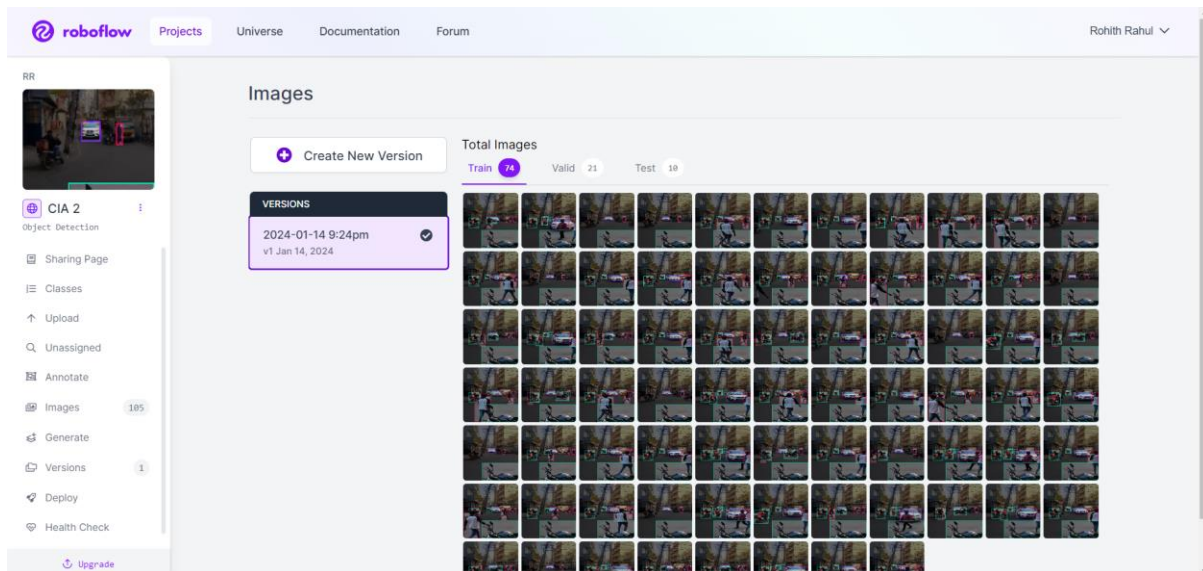 roboflow Projects Universe Documentation Forum Rohith Rahul
RR
CIA 2
Object Detection
Sharing Page
Classes
Upload
Unassigned
Annotate
Images 105
Generate
Versions 1
Deploy
Health Check
Upgrade
Images
Create New Version
VERSIONS
2024-01-14 9:24pm
v1 Jan 14, 2024
Total Images
Train 74 Valid 21 Test 10